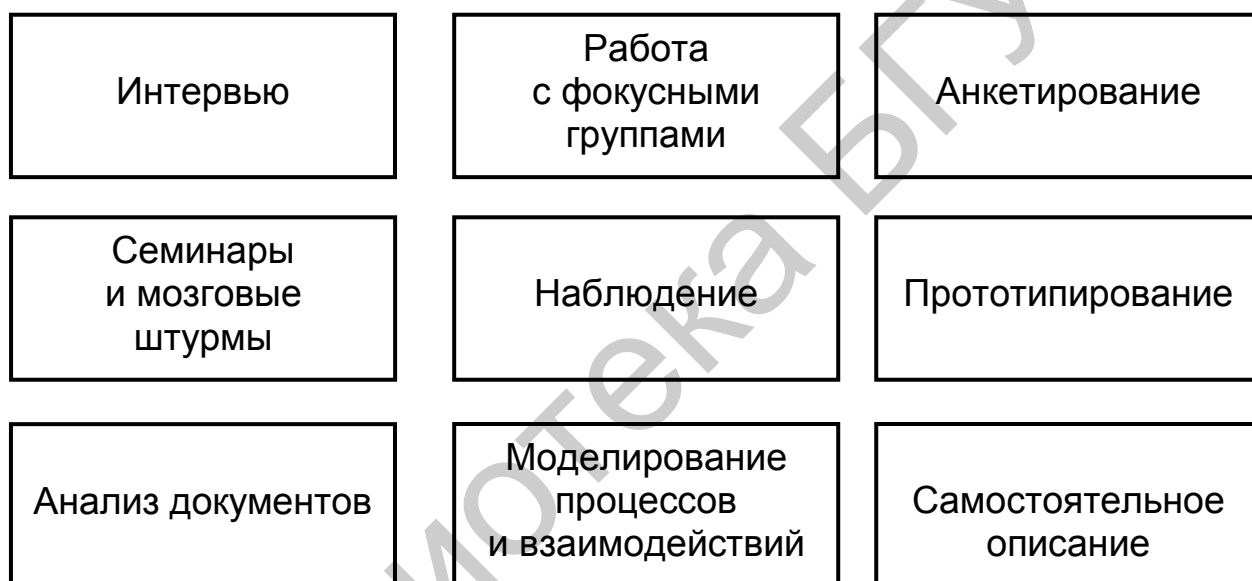 Интервью
Работа
с фокусными
группами
Анкетирование
Семинары
и мозговые
штурмы
Наблюдение
Прототипирование
Анализ документов
Моделирование
процессов
и взаимодействий
Самостоятельное
описание